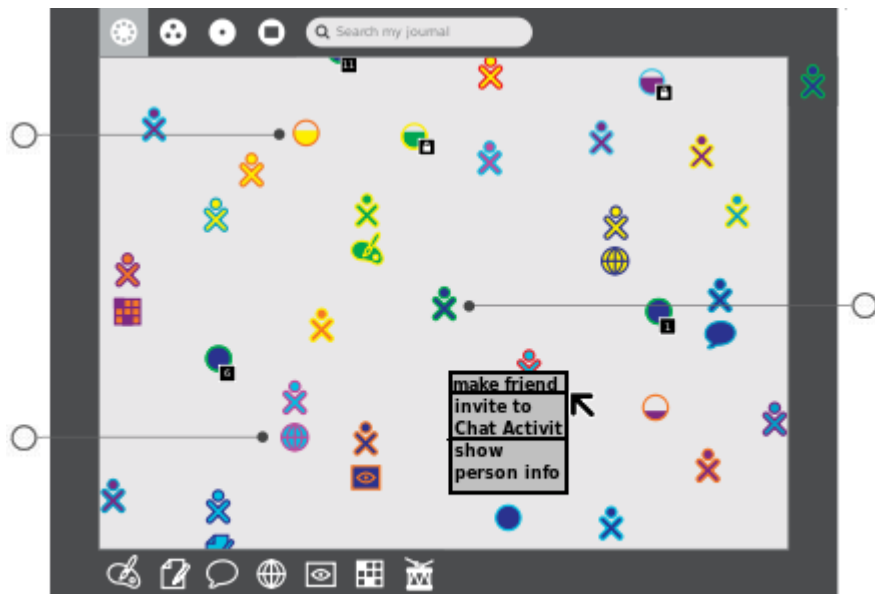 Search my journal
11
1
6
make friend
invite to
Chat Activit
show
person info